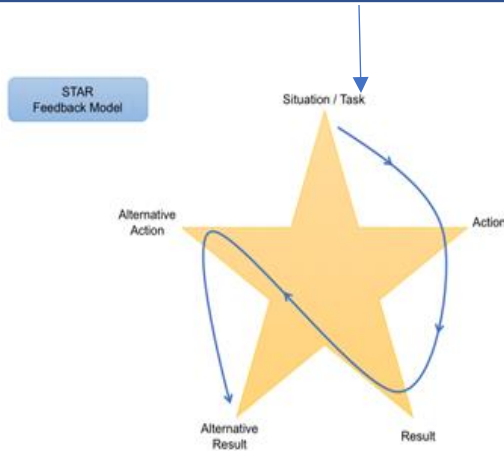 STAR
Feedback Model
Situation / Task
Alternative
Action
Action
Alternative
Result
Result